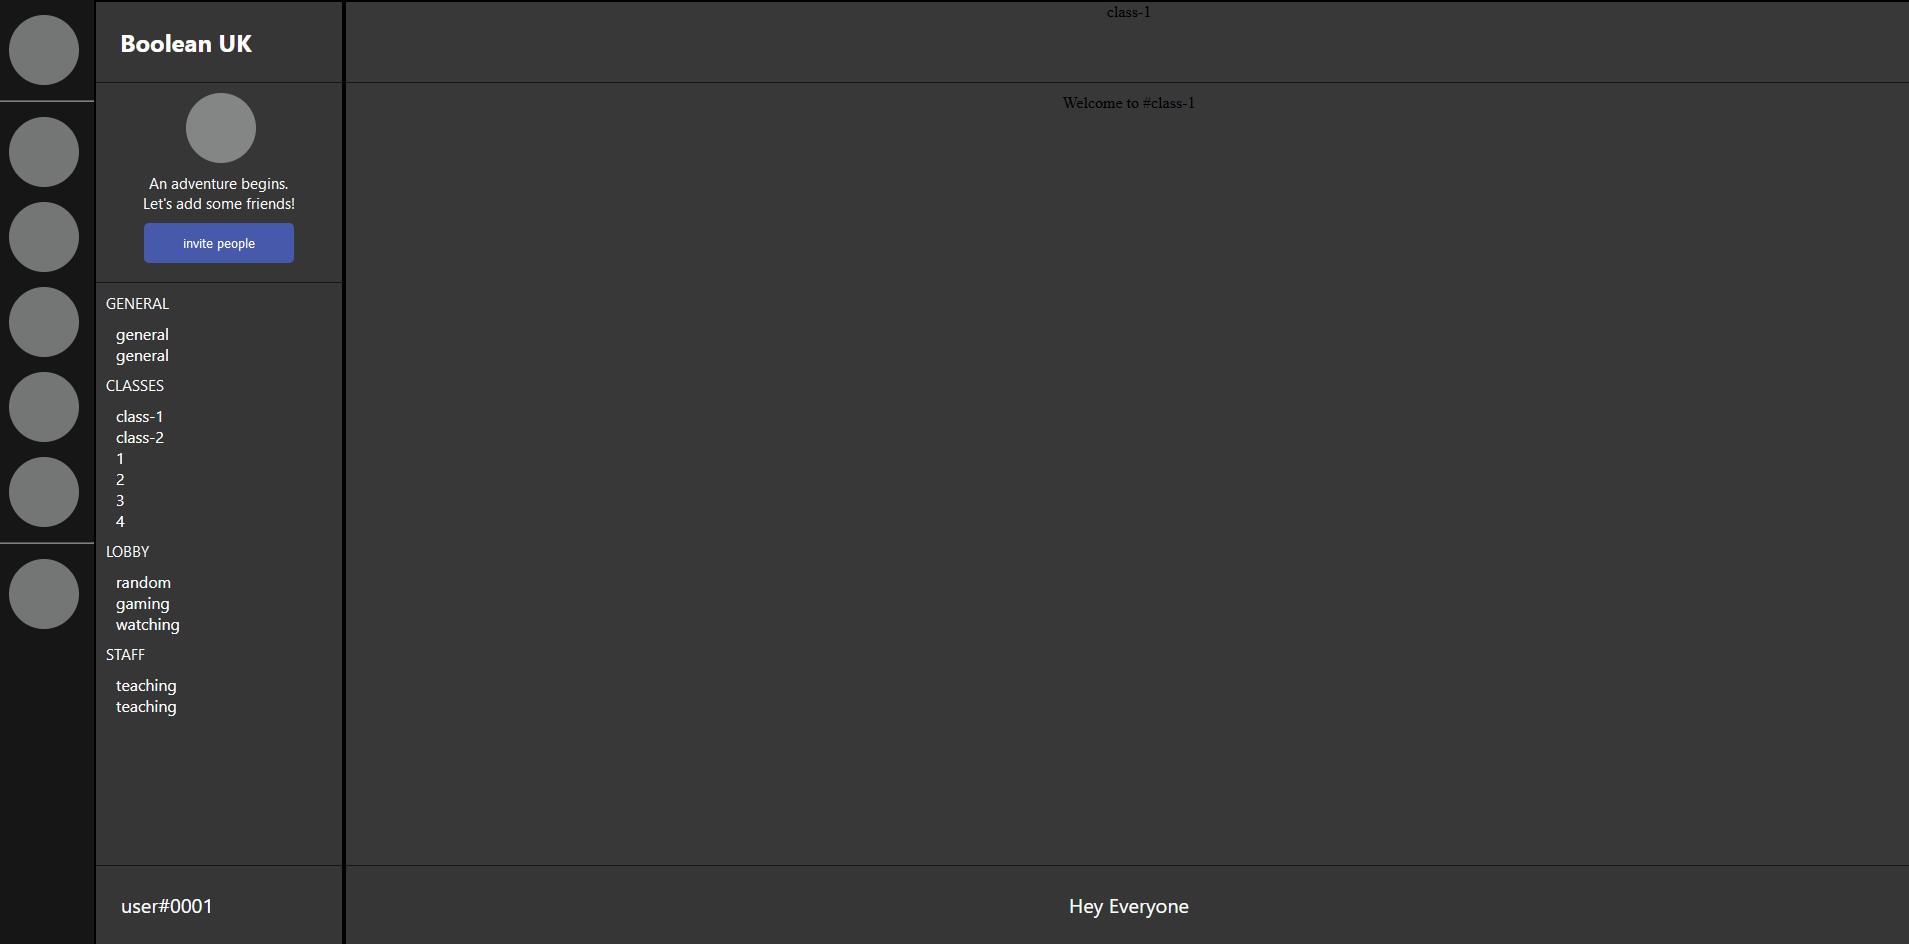 Boolean UK
An adventure begins.
Let's add some friends!
invite people
GENERAL
general
general
CLASSES
class-1
class-2
1
2
3
4
LOBBY
random
gaming
watching
STAFF
teaching
teaching
user#0001
class-1
Welcome to #class-1
Hey Everyone